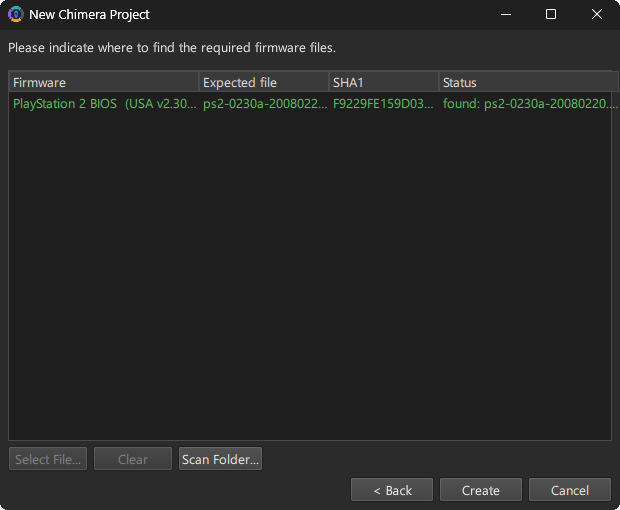 New Chimera Project
Please indicate where to find the required firmware files.
Firmware Expected file SHA1 Status
PlayStation 2 BIOS (USA v2.30... ps2-0230a-2008022... F9229FE159D03... found: ps2-0230a-20080220....
Select File... Clear Scan Folder...
< Back Create Cancel